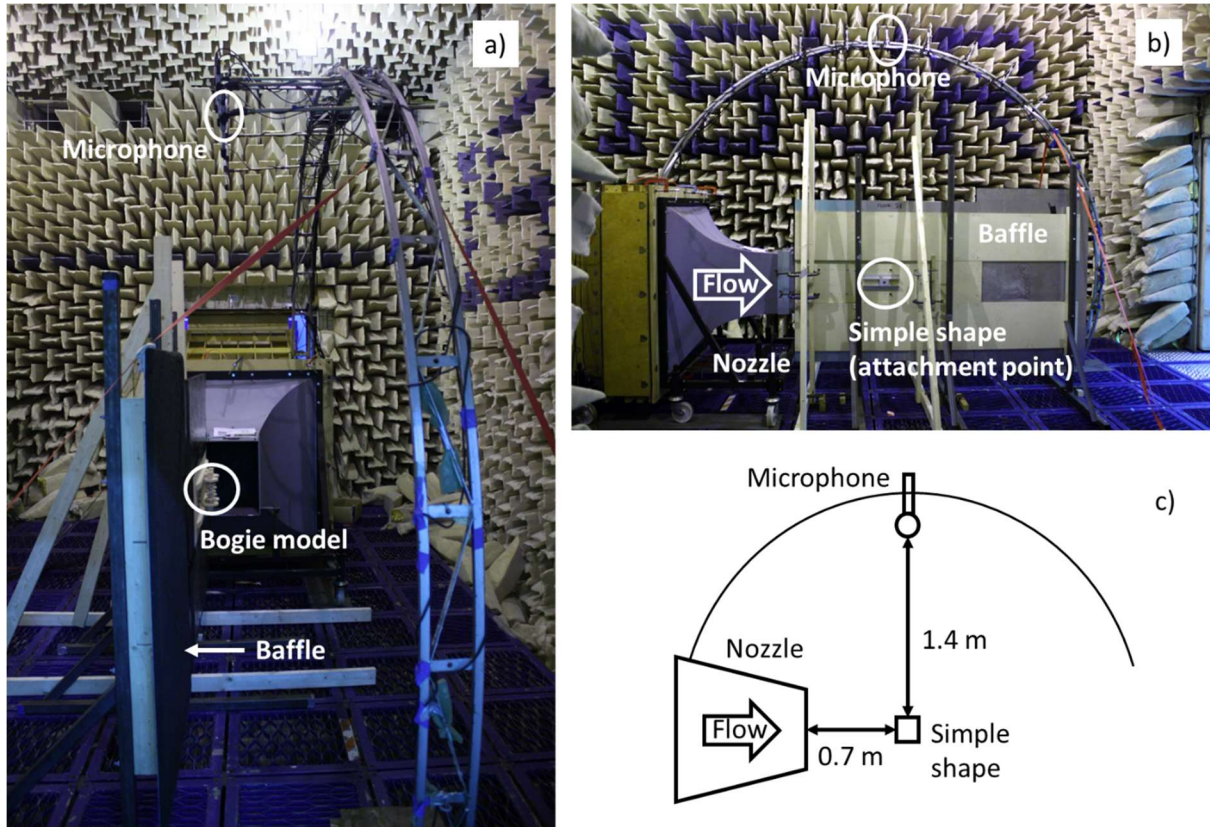 a)
Microphone
Bogie model
Baffle
b)
Microphone
Baffle
Flow
Simple shape
Nozzle
(attachment point)
c)
Microphone
1.4 m
Nozzle
Flow
Simple
0.7 m
shape